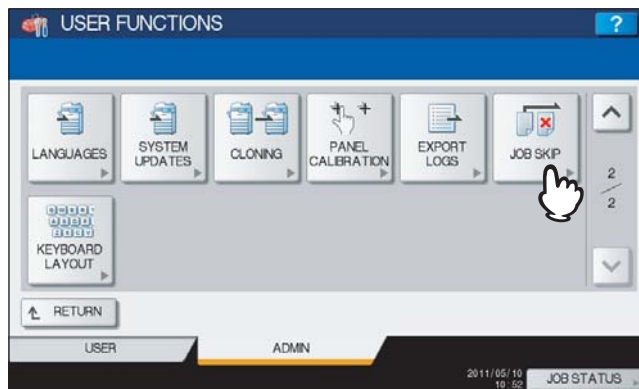 USER FUNCTIONS
?
LANGUAGES
SYSTEM
UPDATES
CLONING
PANEL
CALIBRATION
EXPORT
LOGS
JOB SKIP
2
2
KEYBOARD
LAYOUT
RETURN
USER
ADMIN
2011/05/10
10:52
JOB STATUS